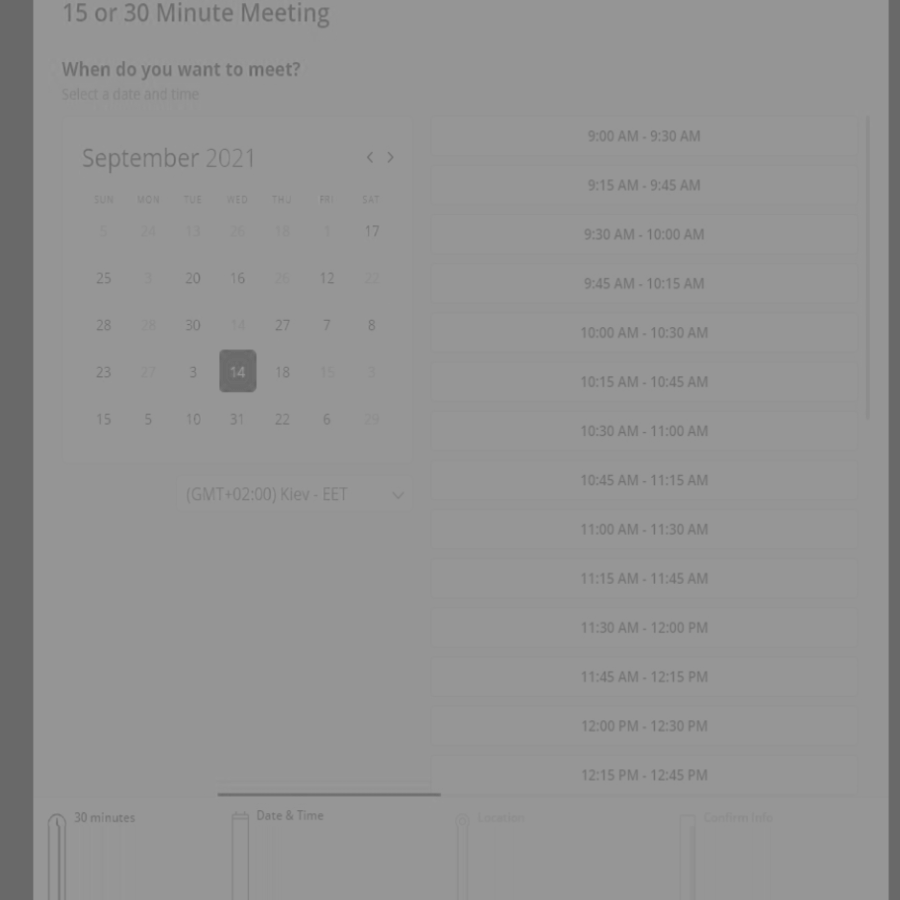 15 or 30 Minute Meeting
When do you want to meet?
Select a date and time
September 2021
SUN MON TUE WED THU FRI SAT
5 24 13 26 18 1 17
25 3 20 16 20 12 22
28 28 30 14 27 7 8
23 27 3 14 18 15 3
15 5 10 31 22 6 29
(GMT+02:00) Kiev - EET
9:00 AM - 9:30 AM
9:15 AM - 9:45 AM
9:30 AM - 10:00 AM
9:45 AM - 10:15 AM
10:00 AM - 10:30 AM
10:15 AM - 10:45 AM
10:30 AM - 11:00 AM
10:45 AM - 11:15 AM
11:00 AM - 11:30 AM
11:15 AM - 11:45 AM
11:30 AM - 12:00 PM
11:45 AM - 12:15 PM
12:00 PM - 12:30 PM
12:15 PM - 12:45 PM
30 minutes
Date & Time
Location
Confirm Info